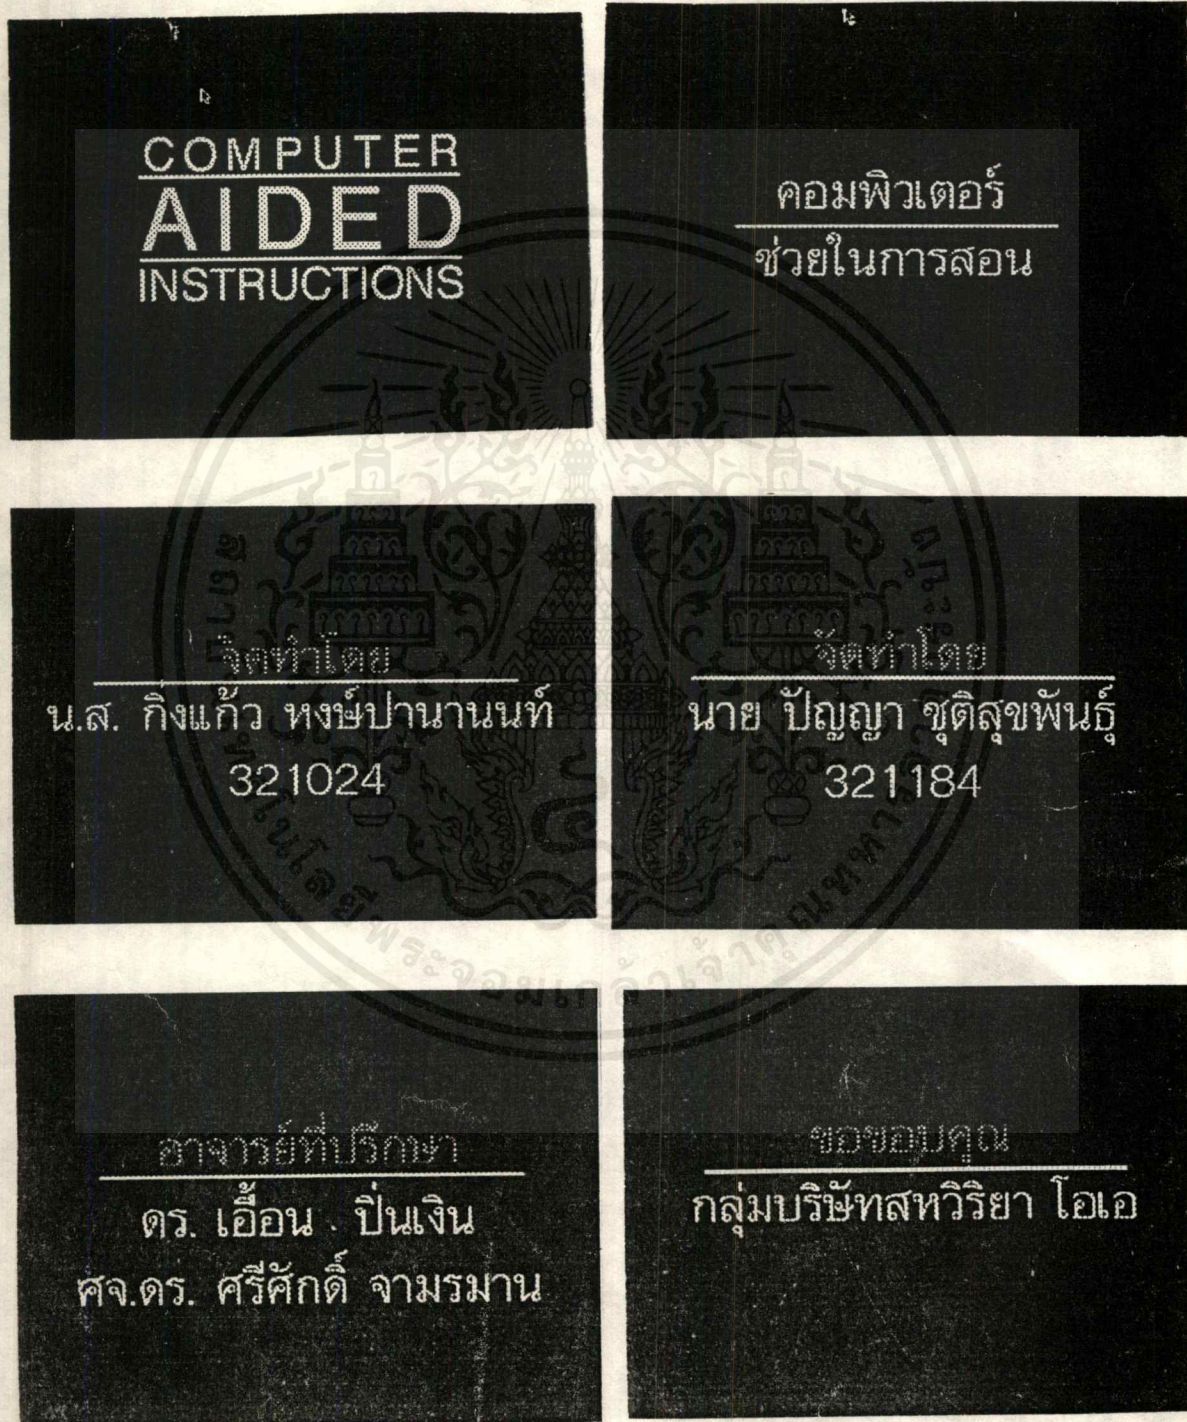 COMPUTER
AIDED
INSTRUCTIONS
คอมพิวเตอร์
ช่วยในการสอน
จัดทำโดย
น.ส. กิ่งแก้ว หงษ์ปานานนท์
321024
จัดทำโดย
นาย ปัญญา ชุติสุขพันธุ์
321184
อาจารย์ที่ปรึกษา
ดร. เอื้อน ปิ่นเงิน
ศจ.ดร. ศรีศักดิ์ จามรมาน
ขอขอบคุณ
กลุ่มบริษัทสหวิริยา โอเอ